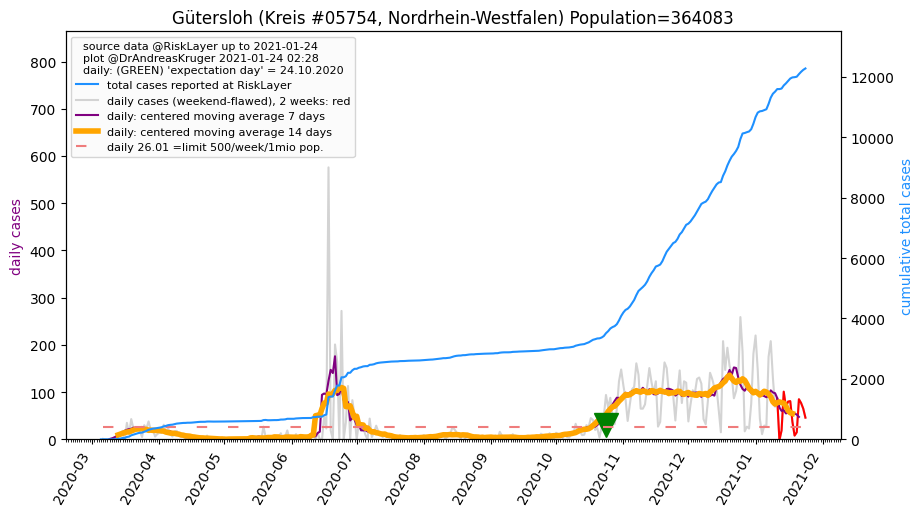 Gütersloh (Kreis #05754, Nordrhein-Westfalen) Population=364083
source data @RiskLayer up to 2021-01-24
plot @DrAndreasKruger 2021-01-24 02:28
daily: (GREEN) 'expectation day' = 24.10.2020
total cases reported at RiskLayer
daily cases (weekend-flawed), 2 weeks: red
daily: centered moving average 7 days
daily: centered moving average 14 days
daily 26.01 =limit 500/week/1mio pop.
daily cases
800
700
600
500
400
300
200
100
0
cumulative total cases
12000
10000
8000
6000
4000
2000
0
2020-03
2020-04
2020-05
2020-06
2020-07
2020-08
2020-09
2020-10
2020-11
2020-12
2021-01
2021-02